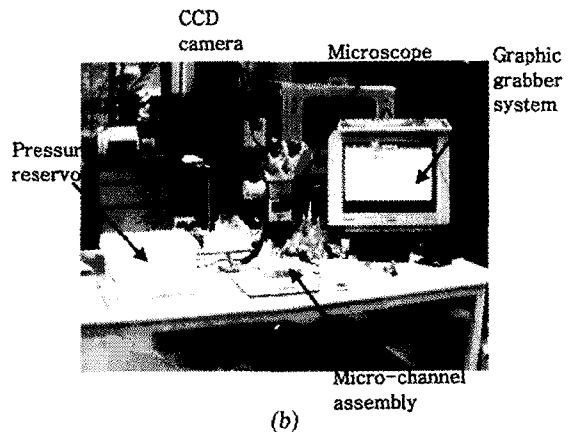 CCD
camera
Microscope
Graphic
grabber
system
Pressur
reservo
Micro-channel
assembly
(b)